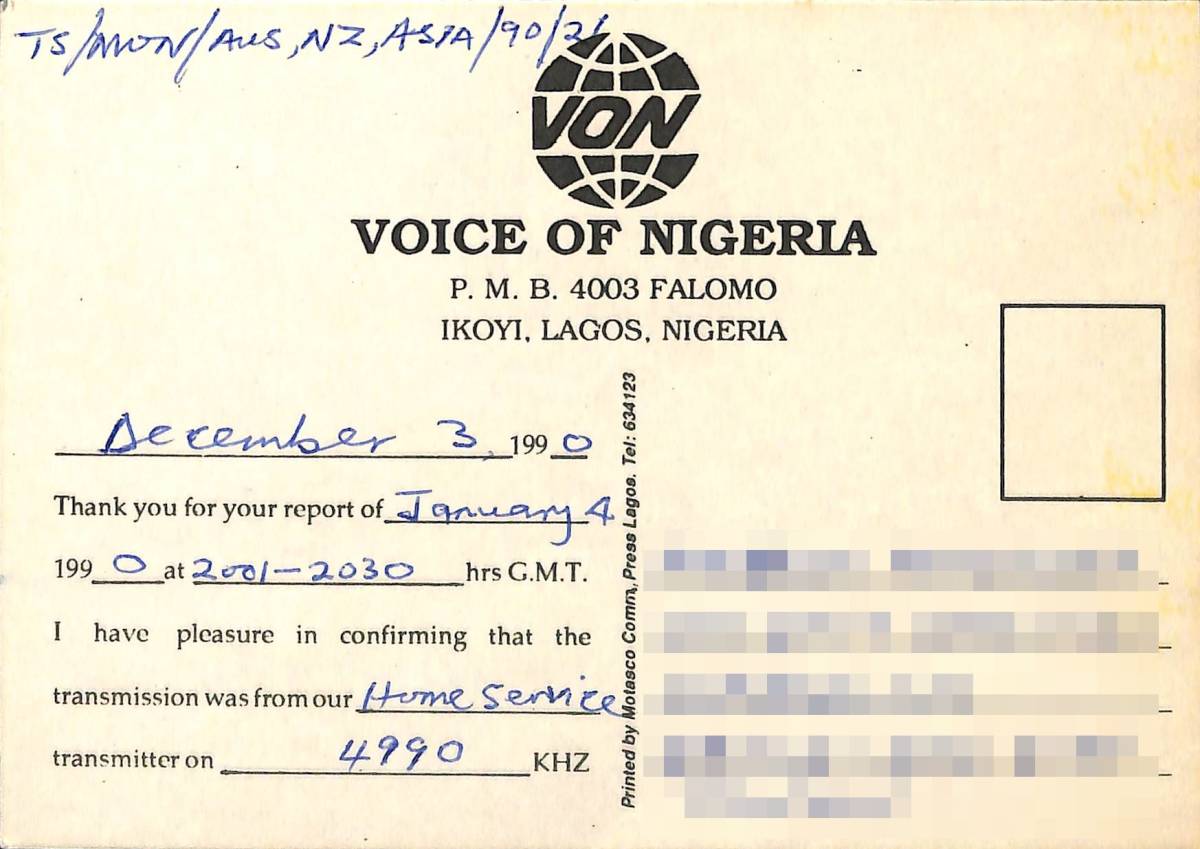 TS/MON/AUS,NZ,ASIA/90/21
VON
VOICE OF NIGERIA
P. M. B. 4003 FALOMO
IKOYI, LAGOS, NIGERIA
December 3, 1990
Thank you for your report of January 4
1990 at 2001-2030 hrs G.M.T.
I have pleasure in confirming that the
transmission was from our Home Service
transmitter on 4990 KHZ
Printed by Molasco Comm, Press Lagos. Tel: 634123